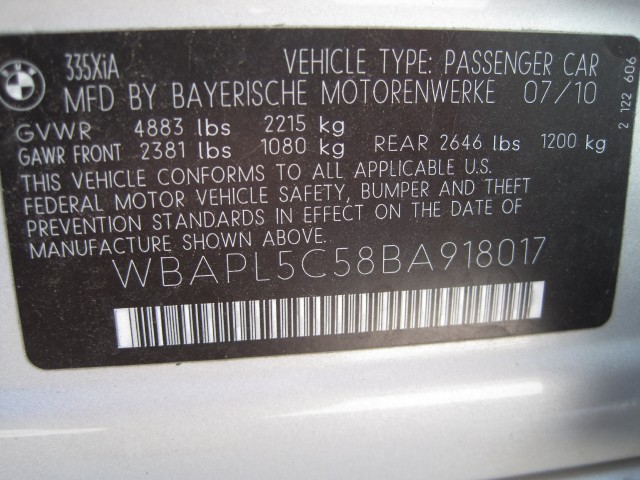 BMW
335XiA VEHICLE TYPE: PASSENGER CAR
MFD BY BAYERISCHE MOTORENWERKE 07/10
GVWR 4883 lbs 2215 kg
GAWR FRONT 2381 lbs 1080 kg REAR 2646 lbs 1200 kg
THIS VEHICLE CONFORMS TO ALL APPLICABLE U.S.
FEDERAL MOTOR VEHICLE SAFETY, BUMPER AND THEFT
PREVENTION STANDARDS IN EFFECT ON THE DATE OF
MANUFACTURE SHOWN ABOVE.
WBAPL5C58BA918017
2 122 606